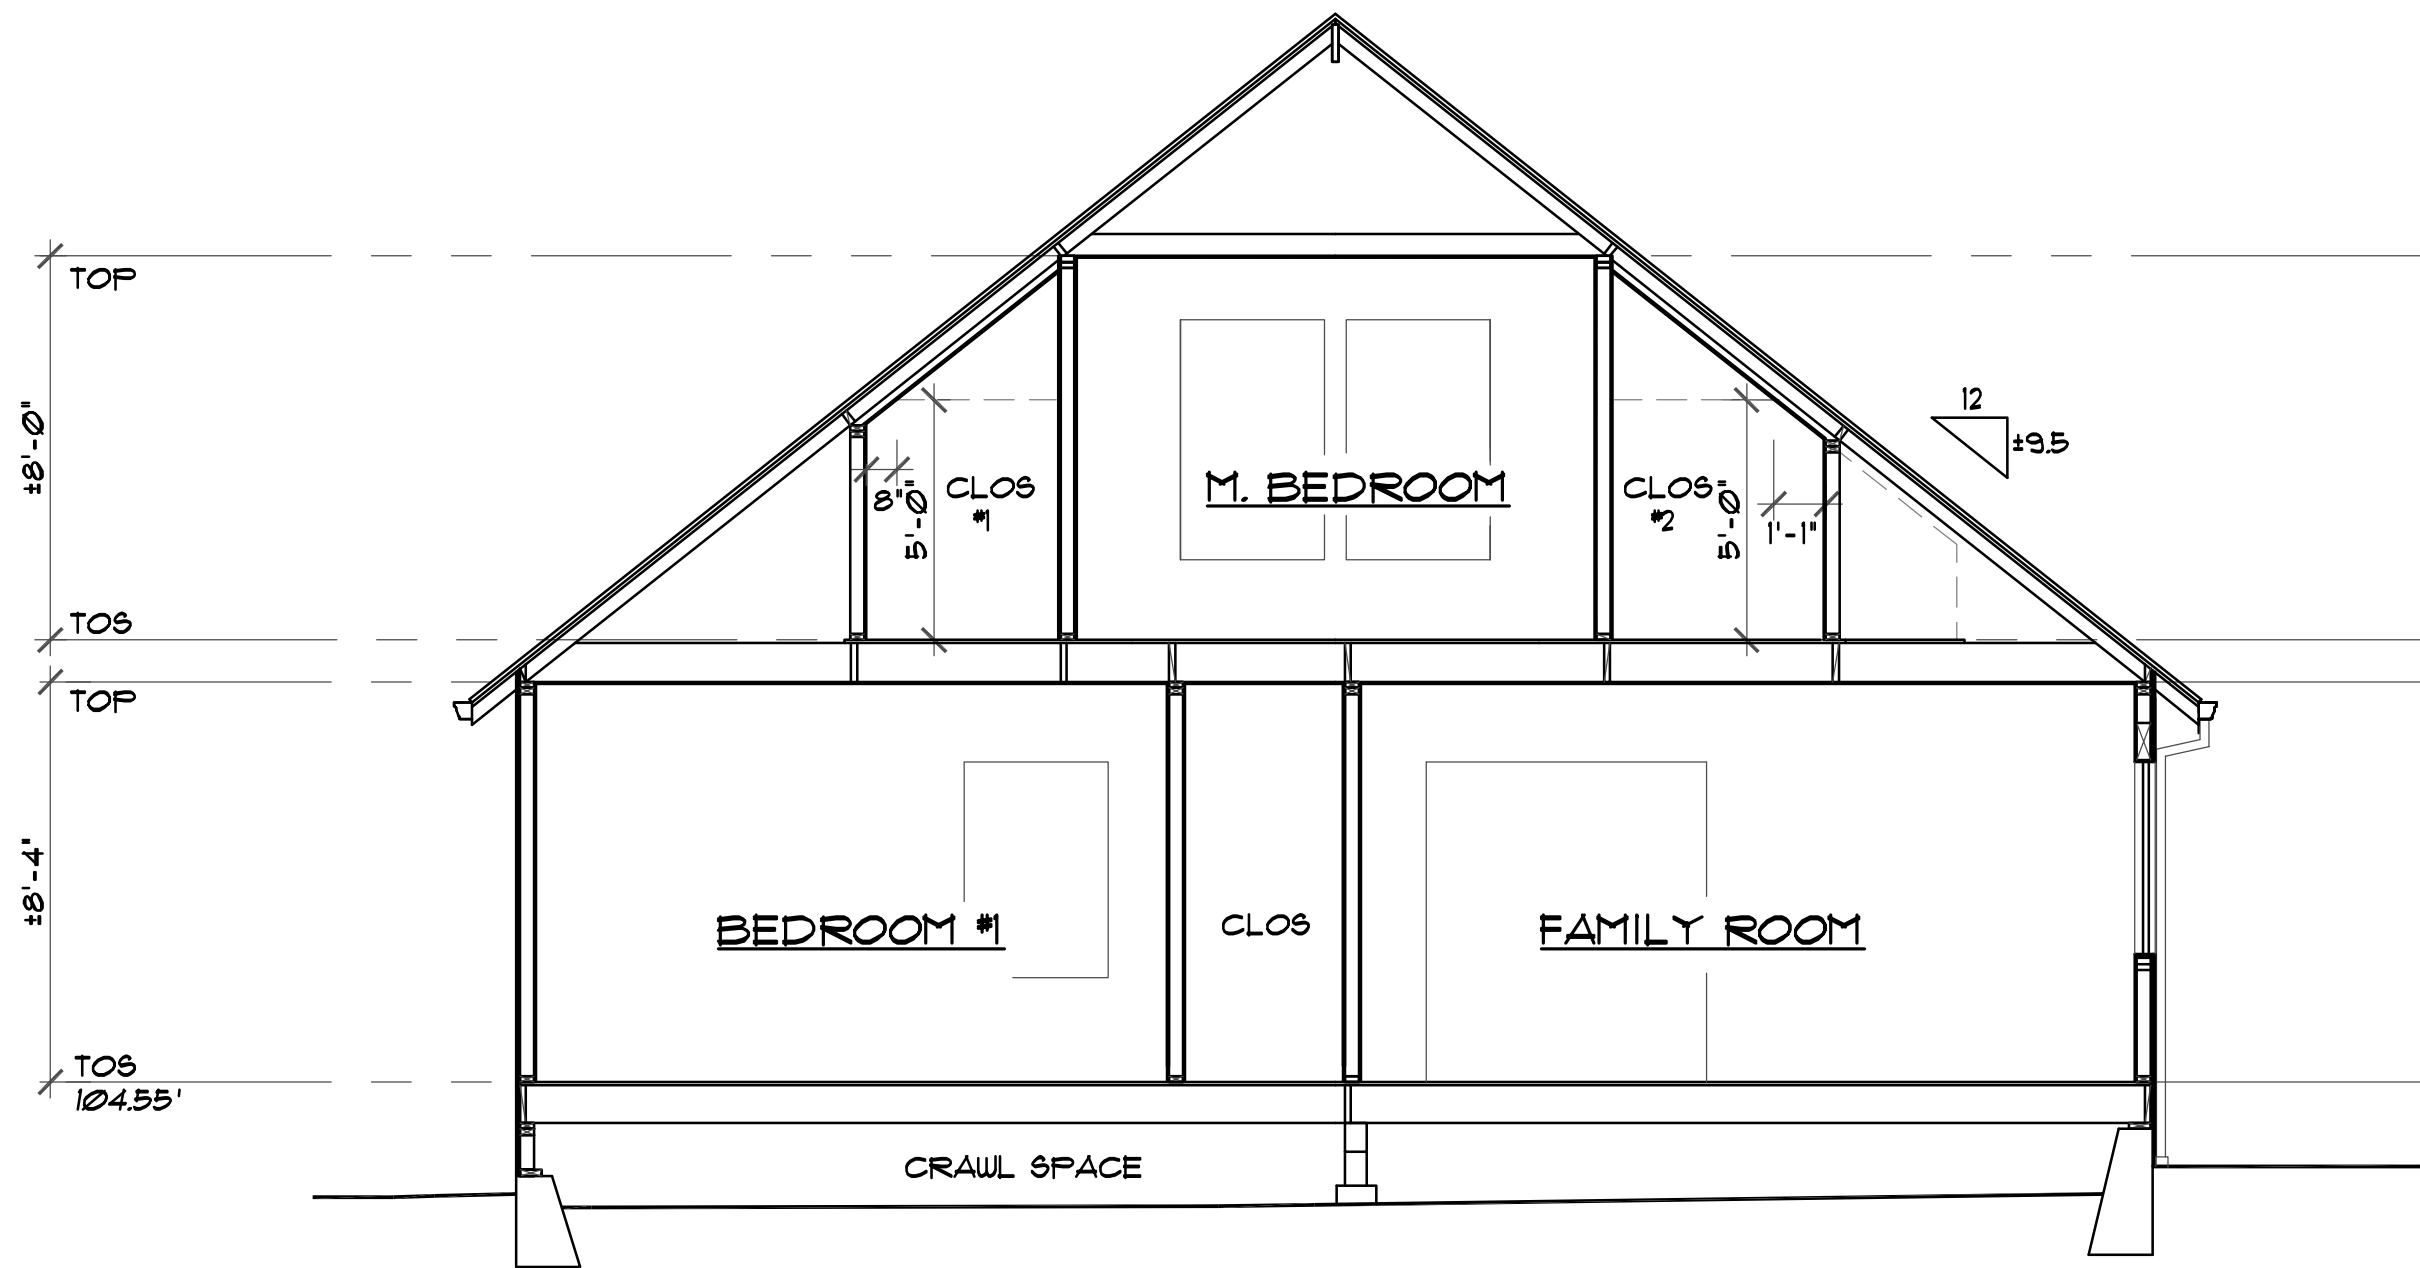 TOP
12
±9.5
±8'-0"
8"
5'-0"
CLOS
#1
M. BEDROOM
CLOS
#2
5'-0"
1'-1"
TOS
TOP
±8'-4"
BEDROOM #1
CLOS
FAMILY ROOM
TOS
104.55'
CRAWL SPACE